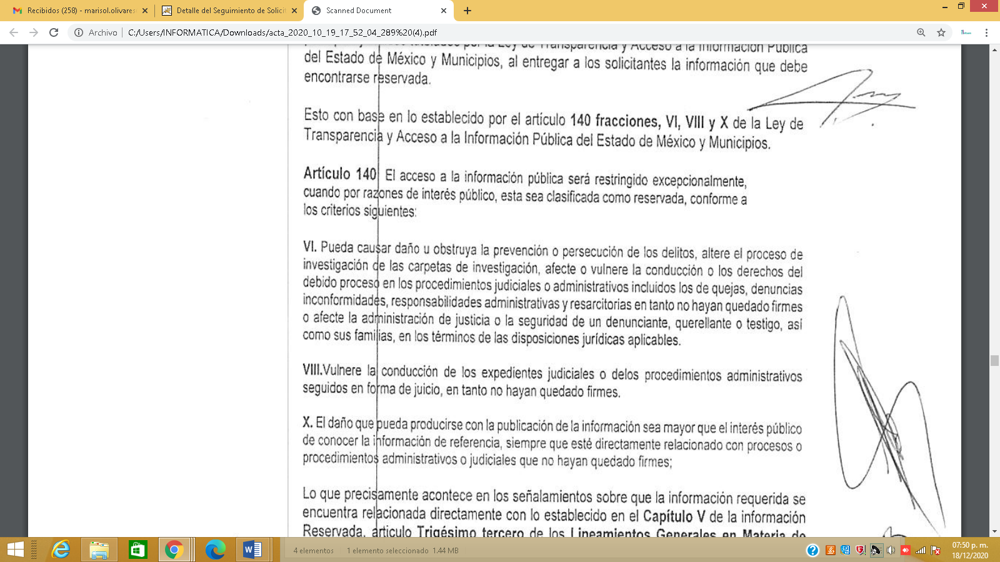 Recibidos (258) - marisol.olivares
Detalle del Seguimiento de Solicit
Scanned Document
Archivo
C:/Users/INFORMATICA/Downloads/acta_2020_10_19_17_52_04_289%20(4).pdf
por la Ley de Transparencia y Acceso a la Información Pública
del Estado de México y Municipios, al entregar a los solicitantes la información que debe
encontrarse reservada.
Esto con base en lo establecido por el artículo 140 fracciones, VI, VIII y X de la Ley de
Transparencia y Acceso a la Información Pública del Estado de México y Municipios.
Artículo 140 El acceso a la información pública será restringido excepcionalmente,
cuando por razones de interés público, esta sea clasificada como reservada, conforme a
los criterios siguientes:
VI. Pueda causar daño u obstruya la prevención o persecución de los delitos, altere el proceso de
investigación de las carpetas de investigación, afecte o vulnere la conducción o los derechos del
debido proceso en los procedimientos judiciales o administrativos incluidos los de quejas, denuncias
inconformidades, responsabilidades administrativas y resarcitorias en tanto no hayan quedado firmes
o afecte la administración de justicia o la seguridad de un denunciante, querellante o testigo, así
como sus familias, en los términos de las disposiciones jurídicas aplicables.
VIII.Vulnere la conducción de los expedientes judiciales o delos procedimientos administrativos
seguidos en forma de juicio, en tanto no hayan quedado firmes.
X. El daño que pueda producirse con la publicación de la información sea mayor que el interés público
de conocer la información de referencia, siempre que esté directamente relacionado con procesos o
procedimientos administrativos o judiciales que no hayan quedado firmes;
Lo que precisamente acontece en los señalamientos sobre que la información requerida se
encuentra relacionada directamente con lo establecido en el Capítulo V de la información
Reservada, artículo Trigésimo tercero de los Lineamientos Generales en Materia de
4 elementos 1 elemento seleccionado 1.44 MB
07:50 p. m.
18/12/2020